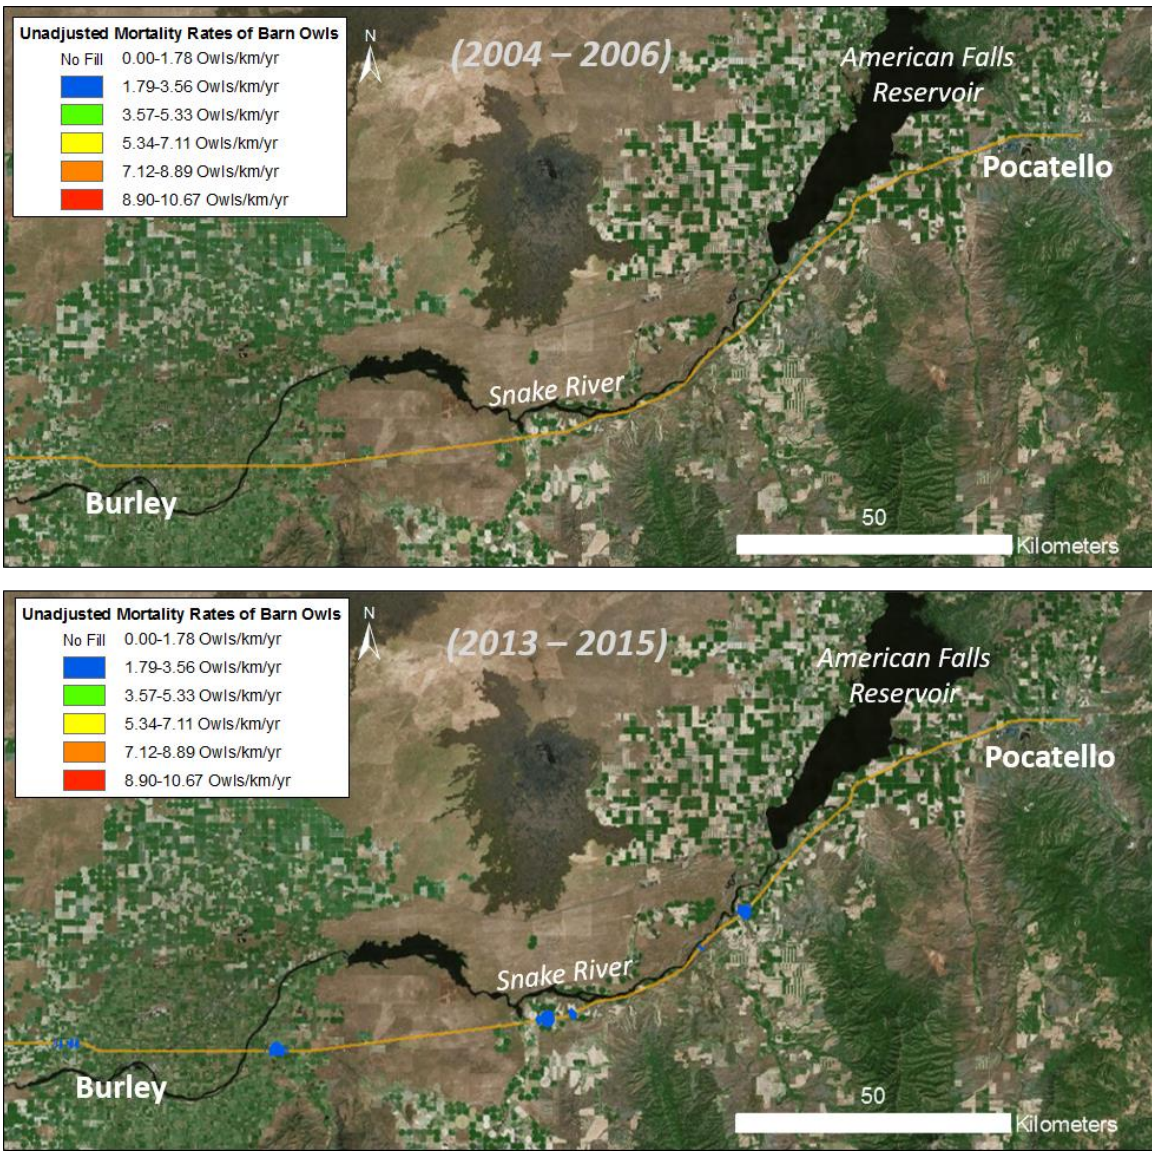 Unadjusted Mortality Rates of Barn Owls
No Fill 0.00-1.78 Owls/km/yr
1.79-3.56 Owls/km/yr
3.57-5.33 Owls/km/yr
5.34-7.11 Owls/km/yr
7.12-8.89 Owls/km/yr
8.90-10.67 Owls/km/yr
N
(2004 – 2006)
American Falls
Reservoir
Pocatello
Snake River
Burley
50
Kilometers
Unadjusted Mortality Rates of Barn Owls
No Fill 0.00-1.78 Owls/km/yr
1.79-3.56 Owls/km/yr
3.57-5.33 Owls/km/yr
5.34-7.11 Owls/km/yr
7.12-8.89 Owls/km/yr
8.90-10.67 Owls/km/yr
N
(2013 – 2015)
American Falls
Reservoir
Pocatello
Snake River
Burley
50
Kilometers